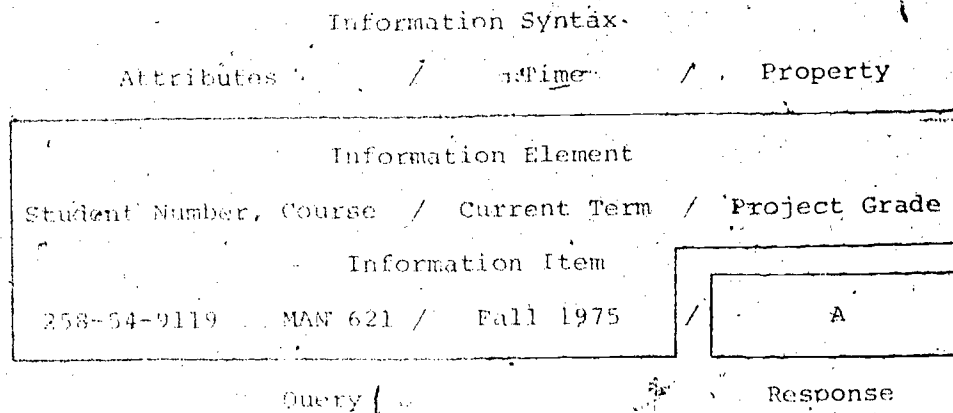 Information Syntax
Attributes / Time / Property
Information Element
Student Number, Course / Current Term / Project Grade
Information Item
258-54-9119 MAN 621 / Fall 1975 / A
Query Response